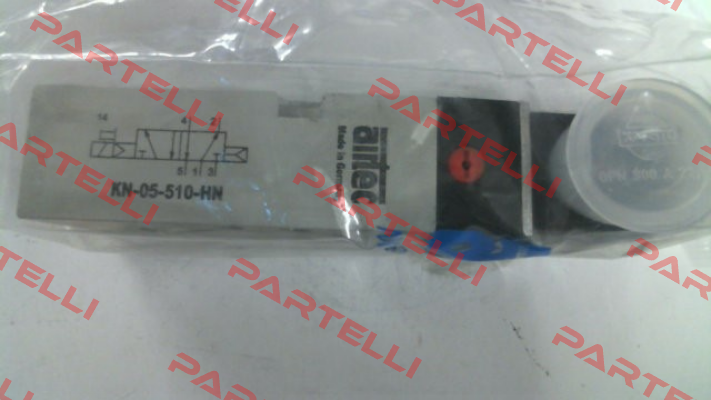 PARTELLI
PARTELLI
PARTELLI
14
4 2
5 1 3
KN-05-510-HN
airtec
Made in Germany
PARTELLI
PARTELLI
PARTELLI
PARTELLI
PARTELLI
PARTELLI